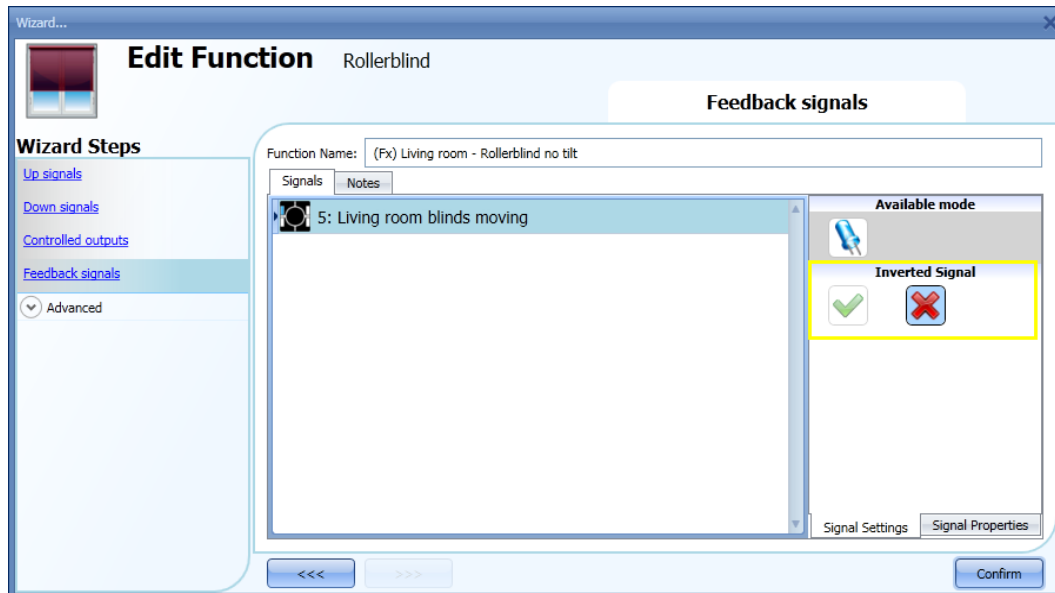 Wizard...
Edit Function Rollerblind
Feedback signals
Wizard Steps
Up signals
Down signals
Controlled outputs
Feedback signals
Advanced
Function Name: (Fx) Living room - Rollerblind no tilt
Signals Notes
5: Living room blinds moving
Available mode
Inverted Signal
Signal Settings Signal Properties
<<< >>> Confirm